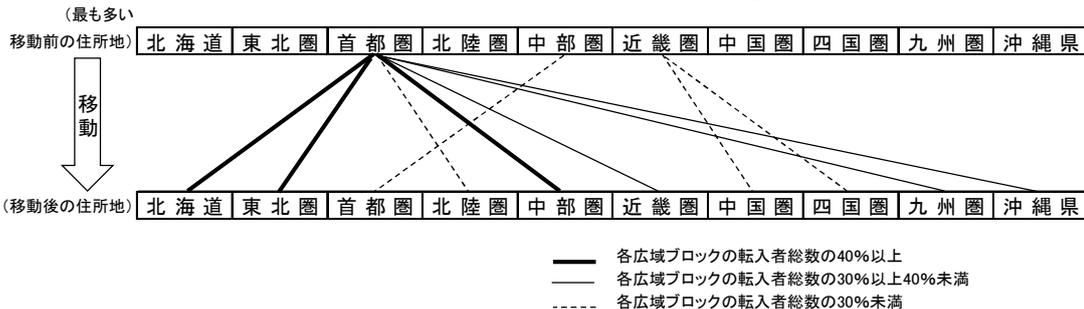 （最も多い
移動前の住所地） 北海道 東北圏 首都圏 北陸圏 中部圏 近畿圏 中国圏 四国圏 九州圏 沖縄県
移動
（移動後の住所地） 北海道 東北圏 首都圏 北陸圏 中部圏 近畿圏 中国圏 四国圏 九州圏 沖縄県
各広域ブロックの転入者総数の40%以上
各広域ブロックの転入者総数の30%以上40%未満
各広域ブロックの転入者総数の30%未満